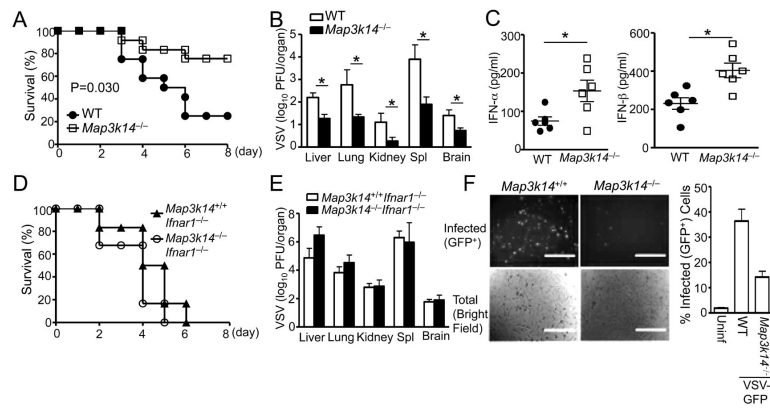 A
Survival (%)
100
80
60
40
20
0
P=0.030
WT
Map3k14–/–
0 2 4 6 8 (day)
B
VSV (log10 PFU/organ)
5
4
3
2
1
0
WT
Map3k14–/–
* * * * *
Liver Lung Kidney Spl Brain
C
IFN-α (pg/ml)
300
200
100
0
*
WT Map3k14–/–
IFN-β (pg/ml)
600
400
200
0
*
WT Map3k14–/–
D
Survival (%)
100
80
60
40
20
0
Map3k14+/+
Ifnar1–/–
Map3k14–/–
Ifnar1–/–
0 2 4 6 8 (day)
E
VSV (log10 PFU/organ)
8
6
4
2
0
Map3k14+/+Ifnar1–/–
Map3k14–/–Ifnar1–/–
Liver Lung Kidney Spl Brain
F
Map3k14+/+ Map3k14–/–
Infected
(GFP+)
Total
(Bright
Field)
% Infected (GFP+) Cells
50
40
30
20
10
0
Uninf
WT
Map3k14–/–
VSV-
GFP